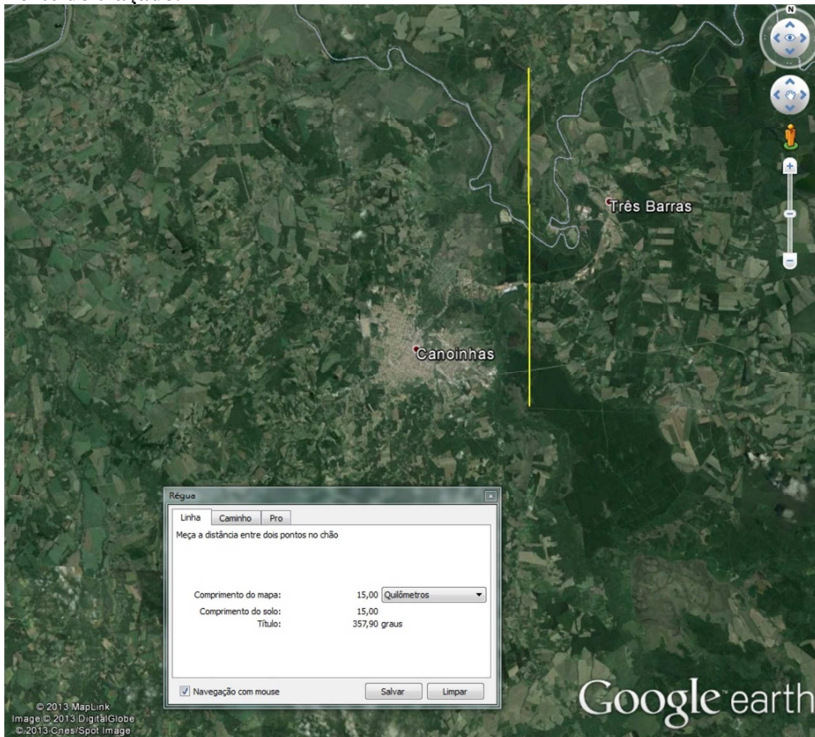 N
Três Barras
Canoinhas
Régua
Linha Caminho Pro
Meça a distância entre dois pontos no chão
Comprimento do mapa: 15,00 Quilômetros
Comprimento do solo: 15,00
Título: 357,90 graus
Navegação com mouse Salvar Limpar
Google earth
© 2013 MapLink
Image © 2013 DigitalGlobe
© 2013 Cnes/Spot Image